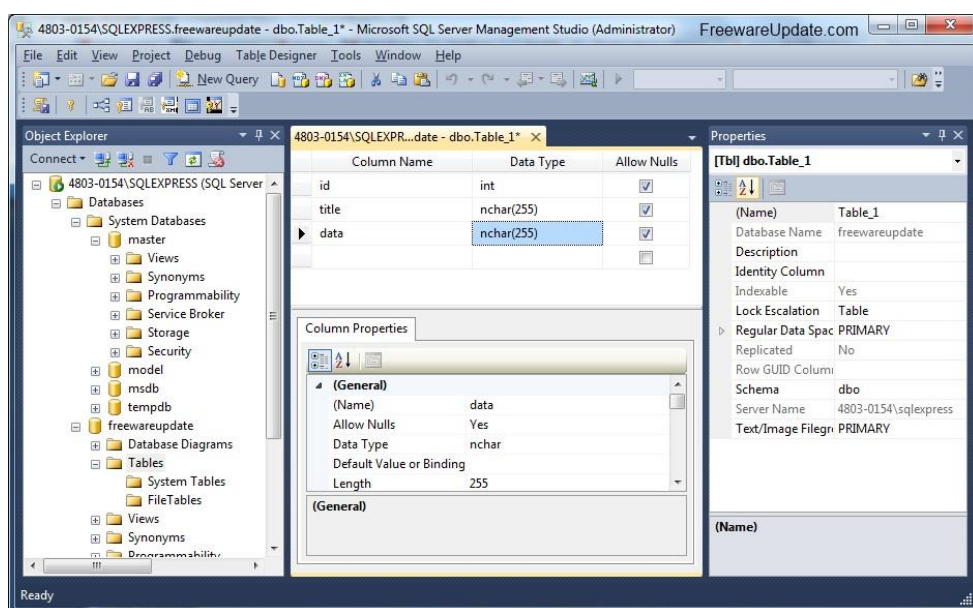 4803-0154\SQLEXPRESS.freewareupdate - dbo.Table_1* - Microsoft SQL Server Management Studio (Administrator)
FreewareUpdate.com
File Edit View Project Debug Table Designer Tools Window Help
New Query
Object Explorer
Connect
4803-0154\SQLEXPRESS (SQL Server
Databases
System Databases
master
Views
Synonyms
Programmability
Service Broker
Storage
Security
model
msdb
tempdb
freewareupdate
Database Diagrams
Tables
System Tables
FileTables
Views
Synonyms
Programmability
4803-0154\SQLEXPR...date - dbo.Table_1*
Column Name Data Type Allow Nulls
id int
title nchar(255)
data nchar(255)
Column Properties
(General)
(Name) data
Allow Nulls Yes
Data Type nchar
Default Value or Binding
Length 255
(General)
Properties
[Tbl] dbo.Table_1
(Name) Table_1
Database Name freewareupdate
Description
Identity Column
Indexable Yes
Lock Escalation Table
Regular Data Spac PRIMARY
Replicated No
Row GUID Colum
Schema dbo
Server Name 4803-0154\sqlexpress
Text/Image Filegr PRIMARY
(Name)
Ready